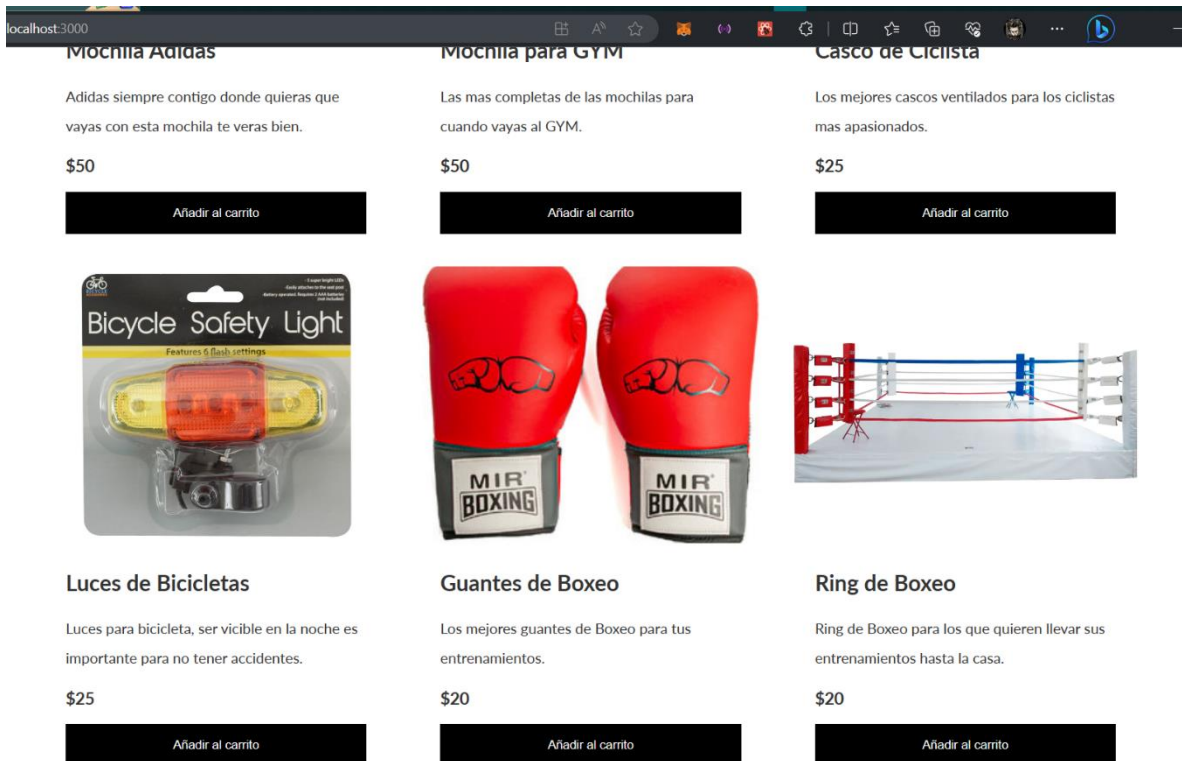 localhost:3000
Mochila Adidas
Adidas siempre contigo donde quieras que
vayas con esta mochila te veras bien.
$50
Añadir al carrito
Mochila para GYM
Las mas completas de las mochilas para
cuando vayas al GYM.
$50
Añadir al carrito
Casco de Ciclista
Los mejores cascos ventilados para los ciclistas
mas apasionados.
$25
Añadir al carrito
Bicycle Safety Light
Features 6 flash settings
Luces de Bicicletas
Luces para bicicleta, ser vicible en la noche es
importante para no tener accidentes.
$25
Añadir al carrito
MIR
BOXING
MIR
BOXING
Guantes de Boxeo
Los mejores guantes de Boxeo para tus
entrenamientos.
$20
Añadir al carrito
Ring de Boxeo
Ring de Boxeo para los que quieren llevar sus
entrenamientos hasta la casa.
$20
Añadir al carrito